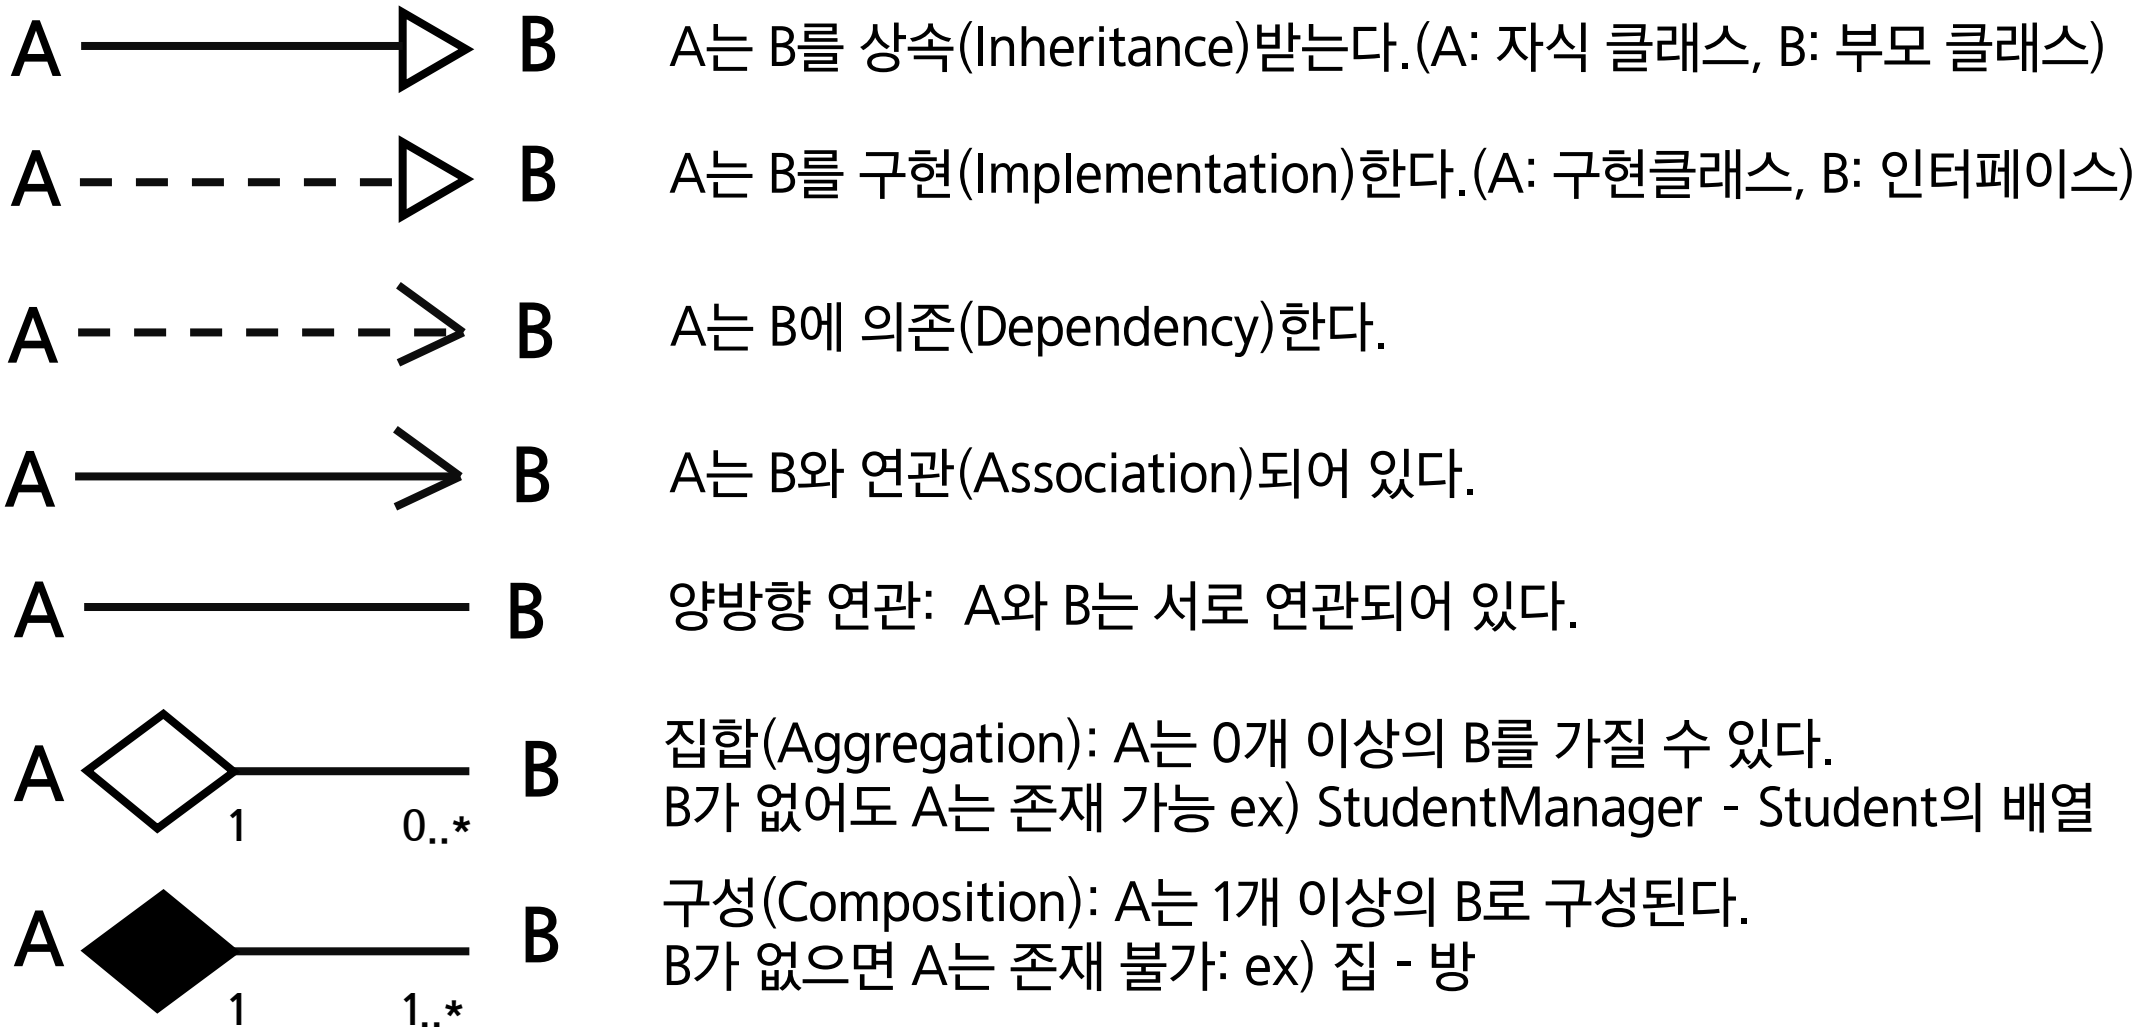 A B A는 B를 상속(Inheritance)받는다.(A: 자식 클래스, B: 부모 클래스)
A B A는 B를 구현(Implementation)한다.(A: 구현클래스, B: 인터페이스)
A B A는 B에 의존(Dependency)한다.
A B A는 B와 연관(Association)되어 있다.
A B 양방향 연관: A와 B는 서로 연관되어 있다.
A B 집합(Aggregation): A는 0개 이상의 B를 가질 수 있다.
1 0..* B가 없어도 A는 존재 가능 ex) StudentManager - Student의 배열
A B 구성(Composition): A는 1개 이상의 B로 구성된다.
B가 없으면 A는 존재 불가: ex) 집 - 방
1 1..*